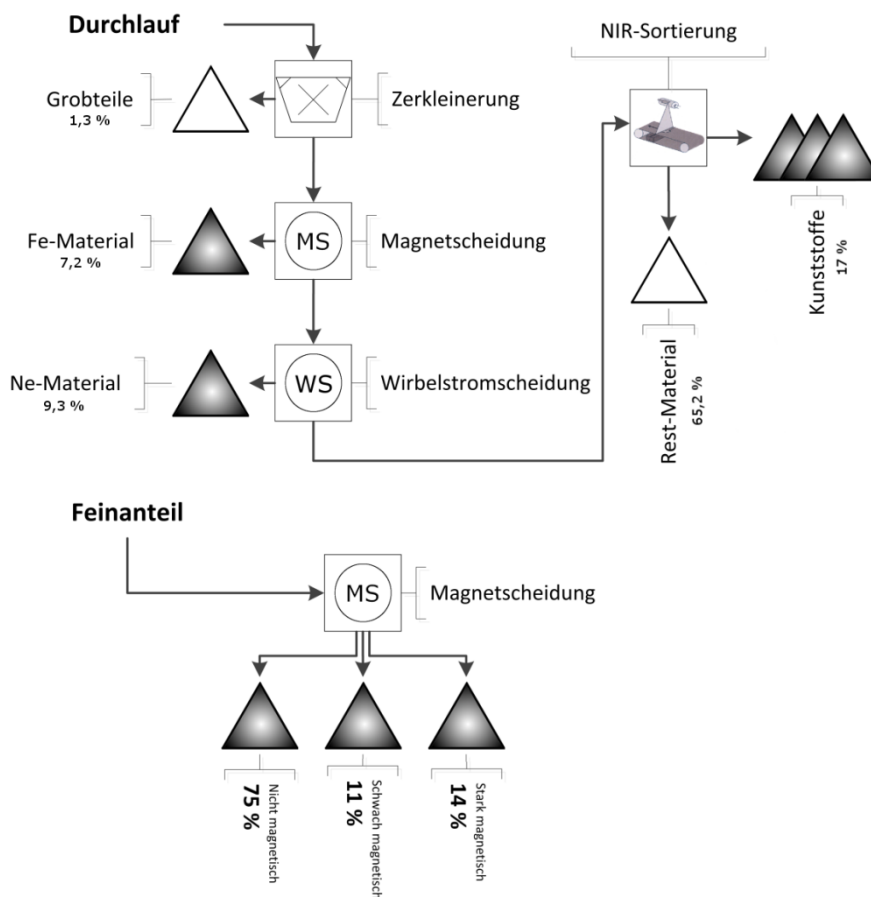 Durchlauf
Grobteile
1,3 %
Zerkleinerung
Fe-Material
7,2 %
MS
Magnetscheidung
Ne-Material
9,3 %
WS
Wirbelstromscheidung
NIR-Sortierung
Kunststoffe
17 %
Rest-Material
65,2 %
Feinanteil
MS
Magnetscheidung
Nicht magnetisch
75 %
Schwach magnetisch
11 %
Stark magnetisch
14 %